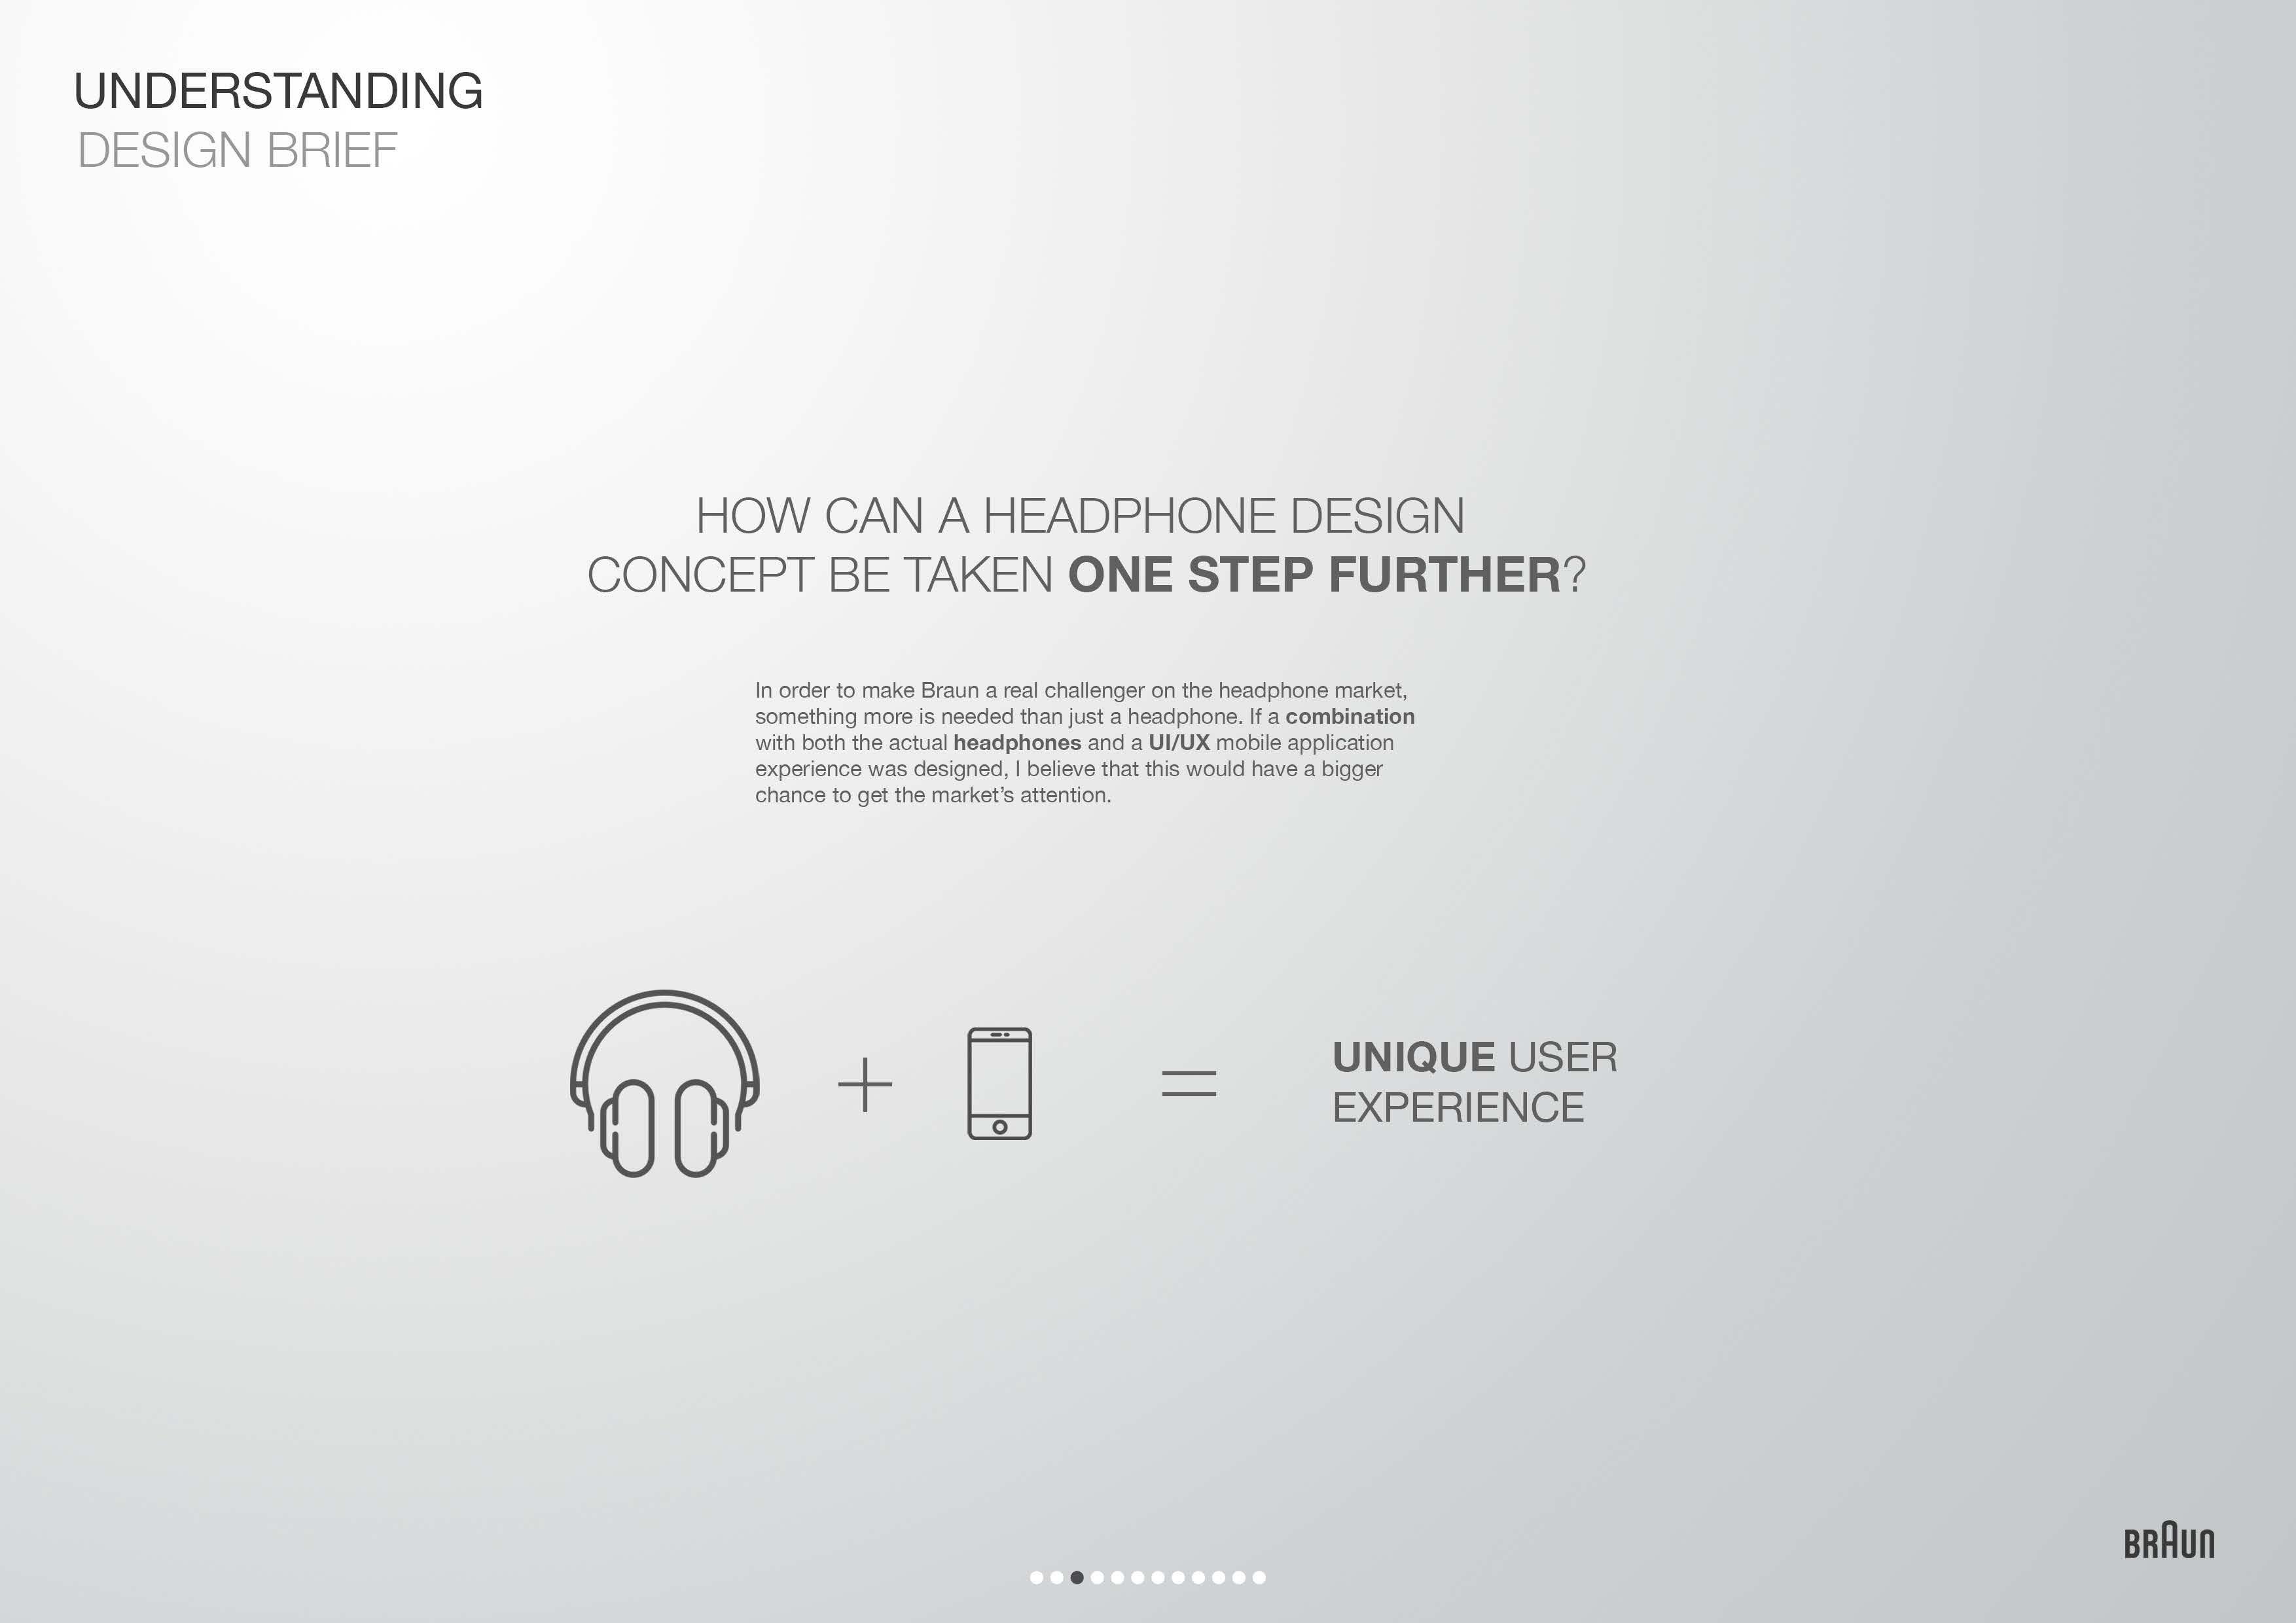 UNDERSTANDING
DESIGN BRIEF
HOW CAN A HEADPHONE DESIGN
CONCEPT BE TAKEN ONE STEP FURTHER?
In order to make Braun a real challenger on the headphone market,
something more is needed than just a headphone. If a combination
with both the actual headphones and a UI/UX mobile application
experience was designed, I believe that this would have a bigger
chance to get the market’s attention.
UNIQUE USER
EXPERIENCE
BRAUN